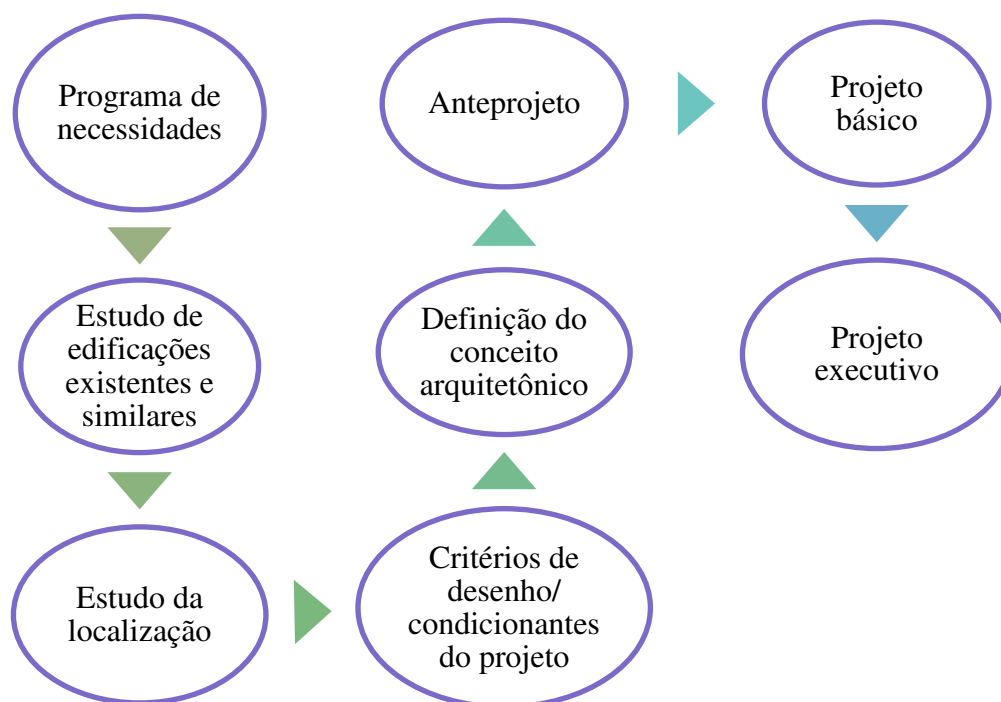 Programa de
necessidades
Estudo de
edificações
existentes e
similares
Estudo da
localização
Critérios de
desenho/
condicionantes
do projeto
Definição do
conceito
arquitetônico
Anteprojeto
Projeto
básico
Projeto
executivo